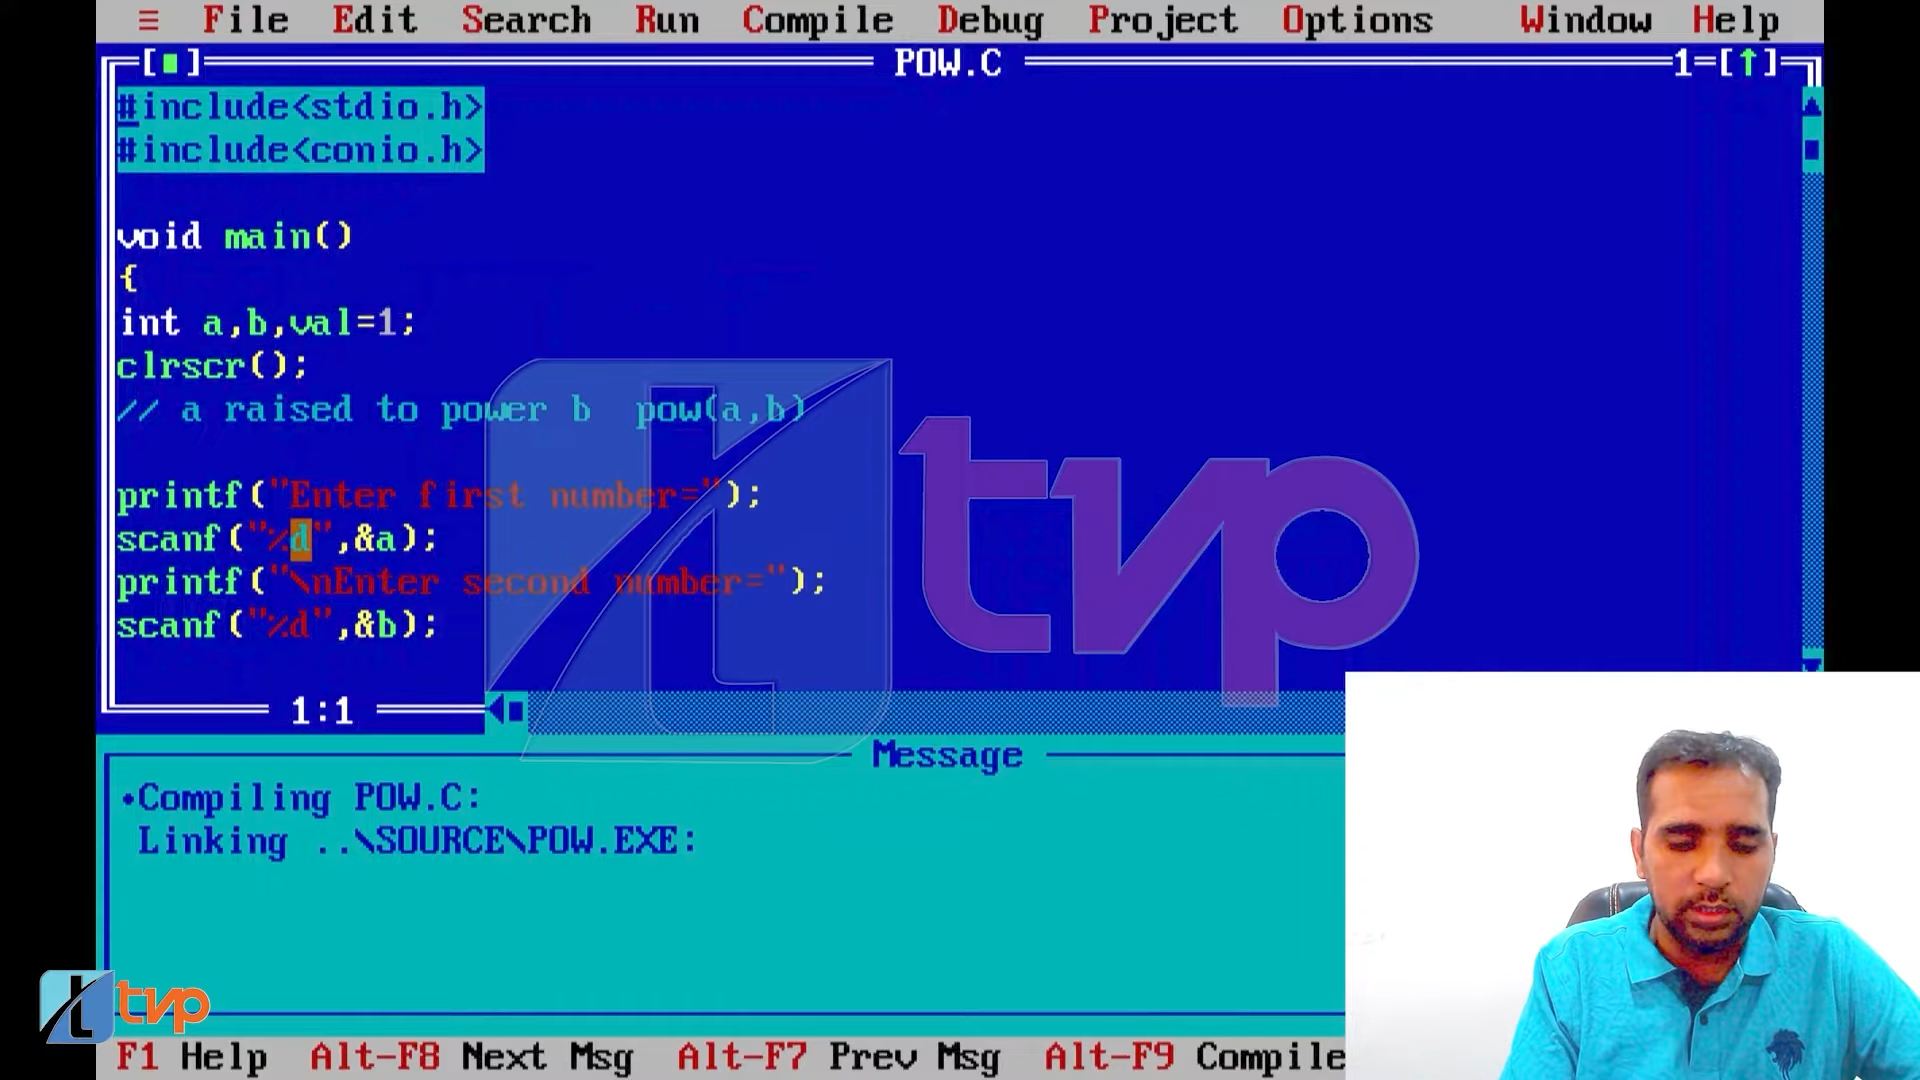 ≡ File Edit Search Run Compile Debug Project Options Window Help
[■] POW.C 1=[↑]
#include<stdio.h>
#include<conio.h>
void main()
{
int a,b,val=1;
clrscr();
// a raised to power b pow(a,b)
printf("Enter first number=");
scanf("%d",&a);
printf("\nEnter second number=");
scanf("%d",&b);
tvp
1:1
Message
•Compiling POW.C:
Linking ..\SOURCE\POW.EXE:
tvp
F1 Help Alt-F8 Next Msg Alt-F7 Prev Msg Alt-F9 Compile